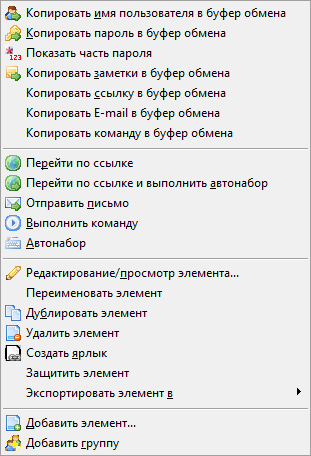 Копировать имя пользователя в буфер обмена
Копировать пароль в буфер обмена
123 Показать часть пароля
Копировать заметки в буфер обмена
Копировать ссылку в буфер обмена
Копировать E-mail в буфер обмена
Копировать команду в буфер обмена
Перейти по ссылке
Перейти по ссылке и выполнить автонабор
Отправить письмо
Выполнить команду
Автонабор
Редактирование/просмотр элемента...
Переименовать элемент
Дублировать элемент
Удалить элемент
Создать ярлык
Защитить элемент
Экспортировать элемент в
Добавить элемент...
Добавить группу